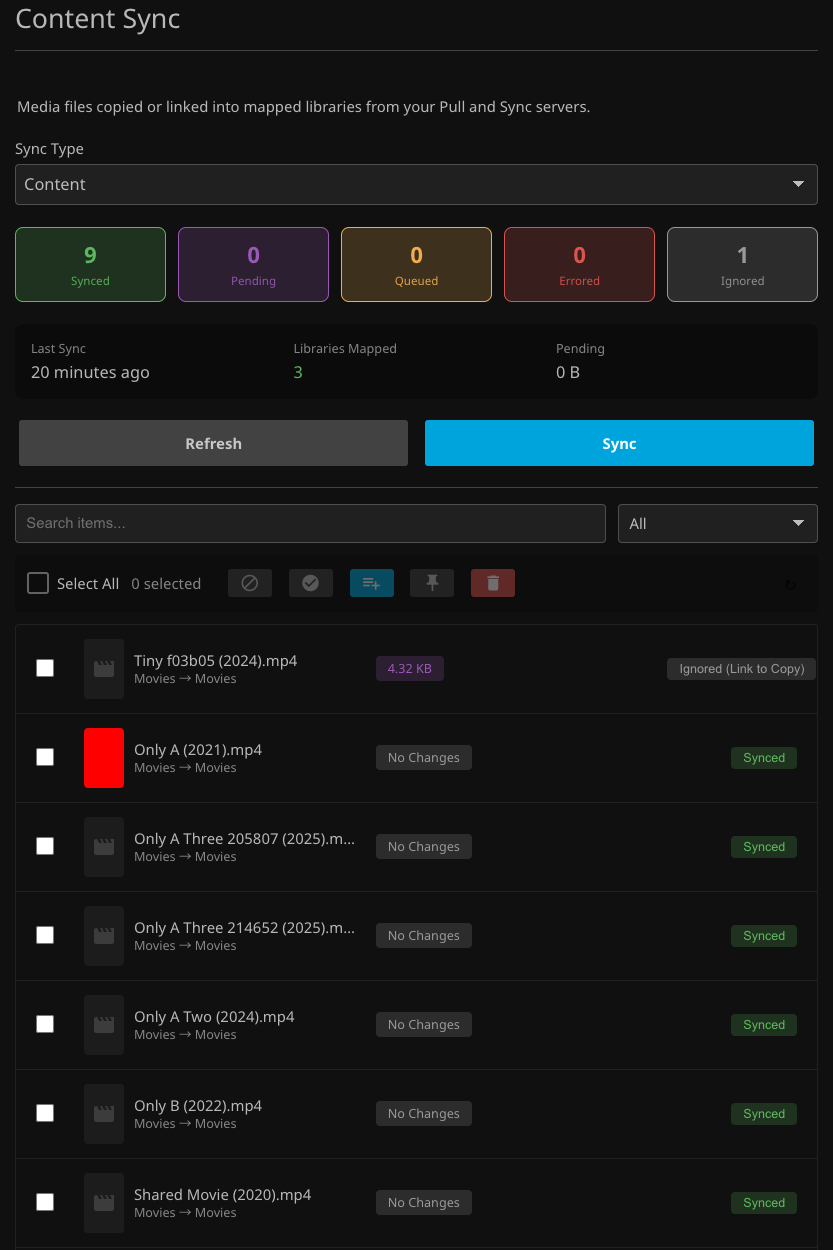 Content Sync
Media files copied or linked into mapped libraries from your Pull and Sync servers.
Sync Type
Content
9
Synced
0
Pending
0
Queued
0
Errored
1
Ignored
Last Sync
20 minutes ago
Libraries Mapped
3
Pending
0 B
Refresh
Sync
Search items...
All
Select All
0 selected
Tiny f03b05 (2024).mp4
Movies → Movies
4.32 KB
Ignored (Link to Copy)
Only A (2021).mp4
Movies → Movies
No Changes
Synced
Only A Three 205807 (2025).m...
Movies → Movies
No Changes
Synced
Only A Three 214652 (2025).m...
Movies → Movies
No Changes
Synced
Only A Two (2024).mp4
Movies → Movies
No Changes
Synced
Only B (2022).mp4
Movies → Movies
No Changes
Synced
Shared Movie (2020).mp4
Movies → Movies
No Changes
Synced